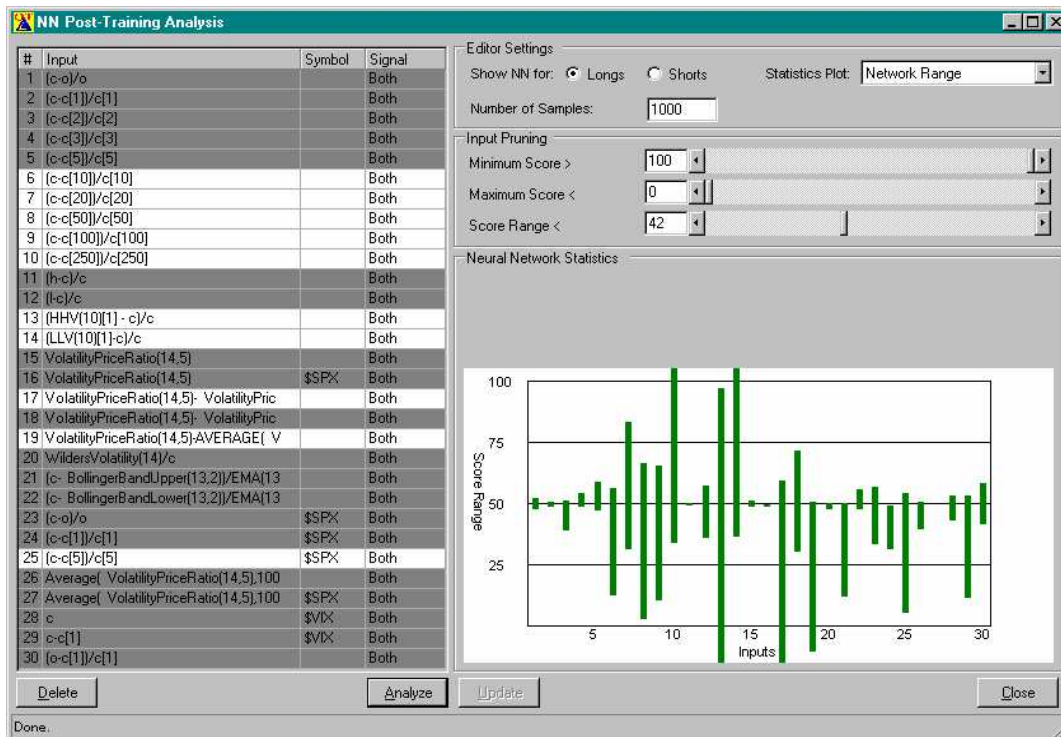 NN Post-Training Analysis
# Input Symbol Signal
1 (c-o)/o Both
2 (c-c[1])/c[1] Both
3 (c-c[2])/c[2] Both
4 (c-c[3])/c[3] Both
5 (c-c[5])/c[5] Both
6 (c-c[10])/c[10] Both
7 (c-c[20])/c[20] Both
8 (c-c[50])/c[50] Both
9 (c-c[100])/c[100] Both
10 (c-c[250])/c[250] Both
11 (h-c)/c Both
12 (l-c)/c Both
13 (HHV(10)[1] - c)/c Both
14 (LLV(10)[1]-c)/c Both
15 VolatilityPriceRatio(14,5) Both
16 VolatilityPriceRatio(14,5) $SPX Both
17 VolatilityPriceRatio(14,5)- VolatilityPric Both
18 VolatilityPriceRatio(14,5)- VolatilityPric Both
19 VolatilityPriceRatio(14,5)-AVERAGE( V Both
20 WildersVolatility(14)/c Both
21 (c- BollingerBandUpper(13,2))/EMA(13 Both
22 (c- BollingerBandLower(13,2))/EMA(13 Both
23 (c-o)/o $SPX Both
24 (c-c[1])/c[1] $SPX Both
25 (c-c[5])/c[5] $SPX Both
26 Average( VolatilityPriceRatio(14,5),100 Both
27 Average( VolatilityPriceRatio(14,5),100 $SPX Both
28 c $VIX Both
29 c-c[1] $VIX Both
30 (o-c[1])/c[1] Both
Editor Settings
Show NN for: Longs Shorts Statistics Plot: Network Range
Number of Samples: 1000
Input Pruning
Minimum Score > 100
Maximum Score < 0
Score Range < 42
Neural Network Statistics
100
75
50
25
Score Range
5 10 15 20 25 30
Inputs
Delete Analyze Update Close
Done.